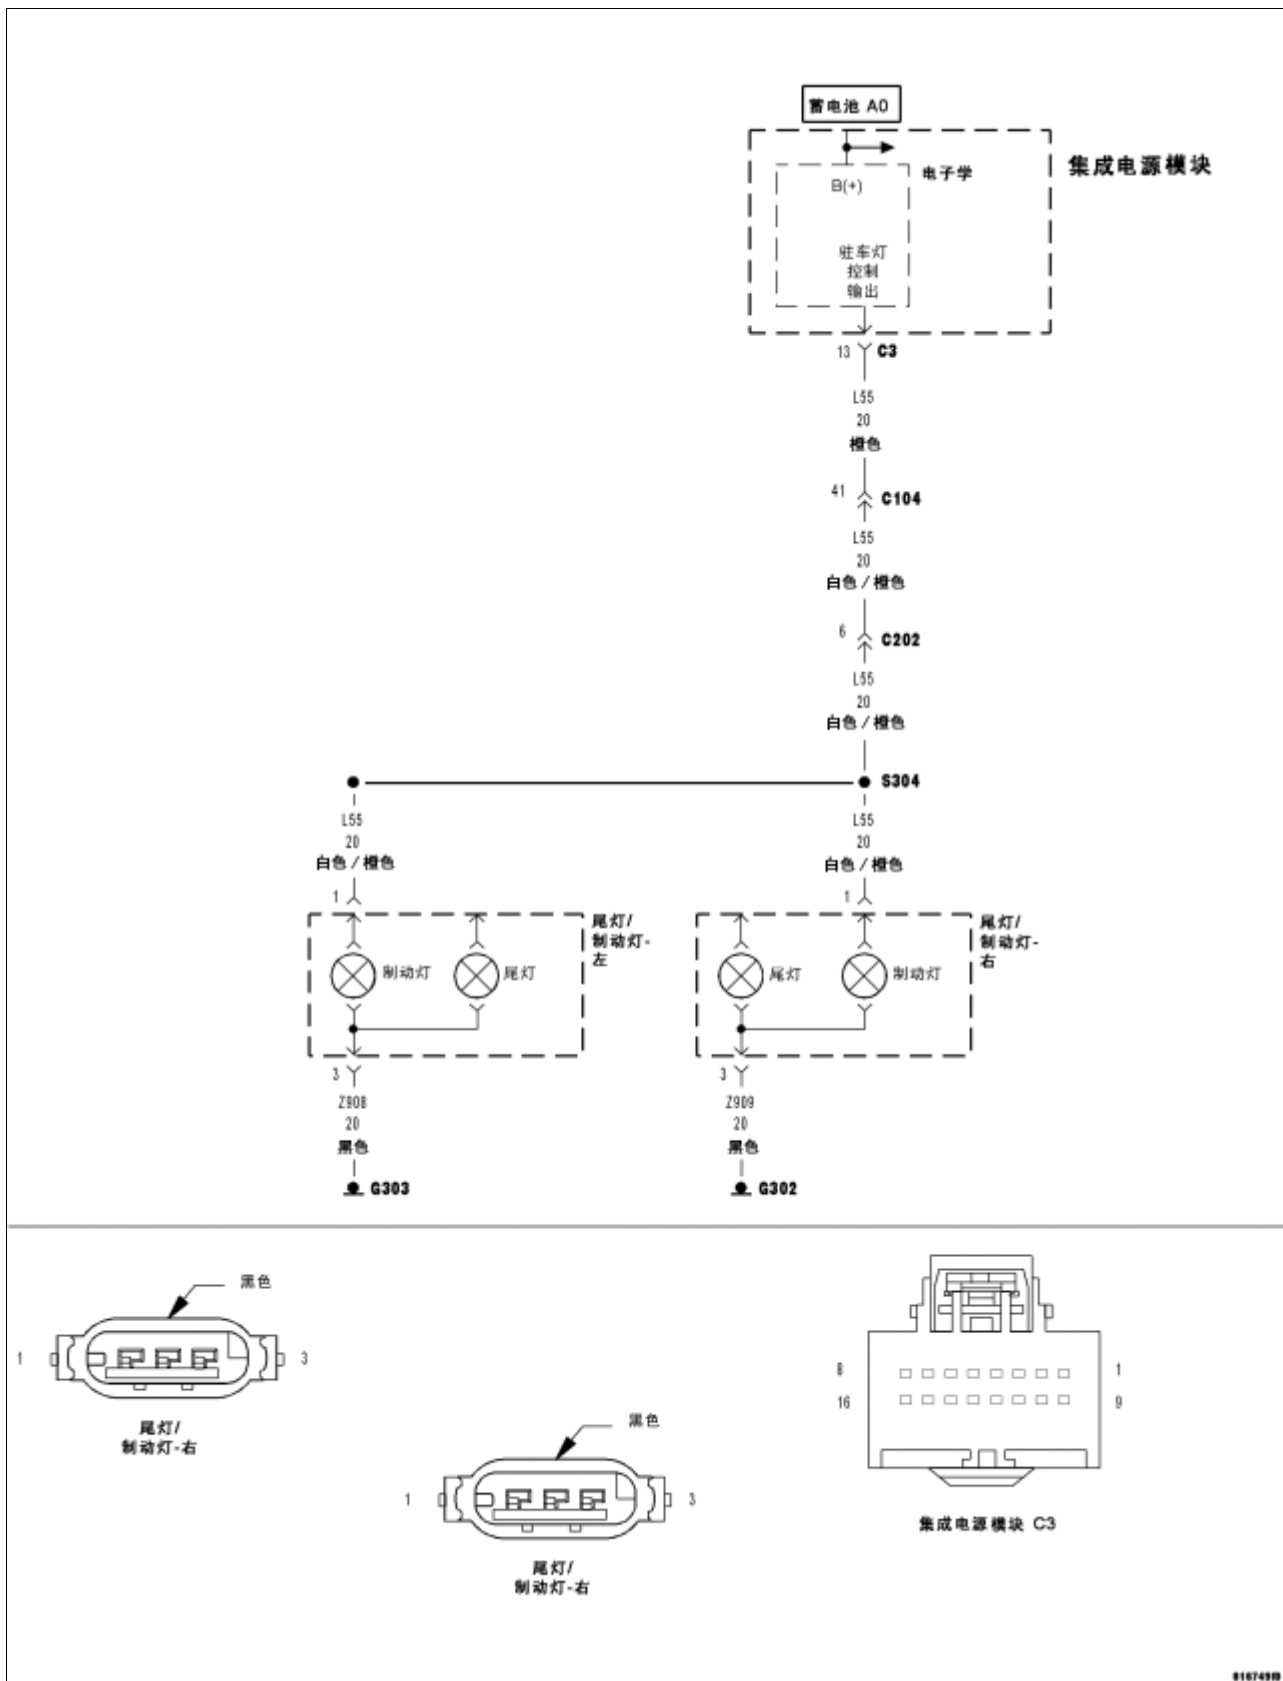 蓄电池 A0
集成电源模块
电子学
B(+)
驻车灯
控制
输出
13 C3
L55
20
橙色
41 C104
L55
20
白色 / 橙色
6 C202
L55
20
白色 / 橙色
S304
L55
20
白色 / 橙色
1
L55
20
白色 / 橙色
1
尾灯/
制动灯-
左
制动灯
尾灯
尾灯/
制动灯-
右
尾灯
制动灯
3
Z908
20
黑色
G303
3
Z909
20
黑色
G302
黑色
1
3
尾灯/
制动灯-右
黑色
1
3
尾灯/
制动灯-右
8
1
16
9
集成电源模块 C3